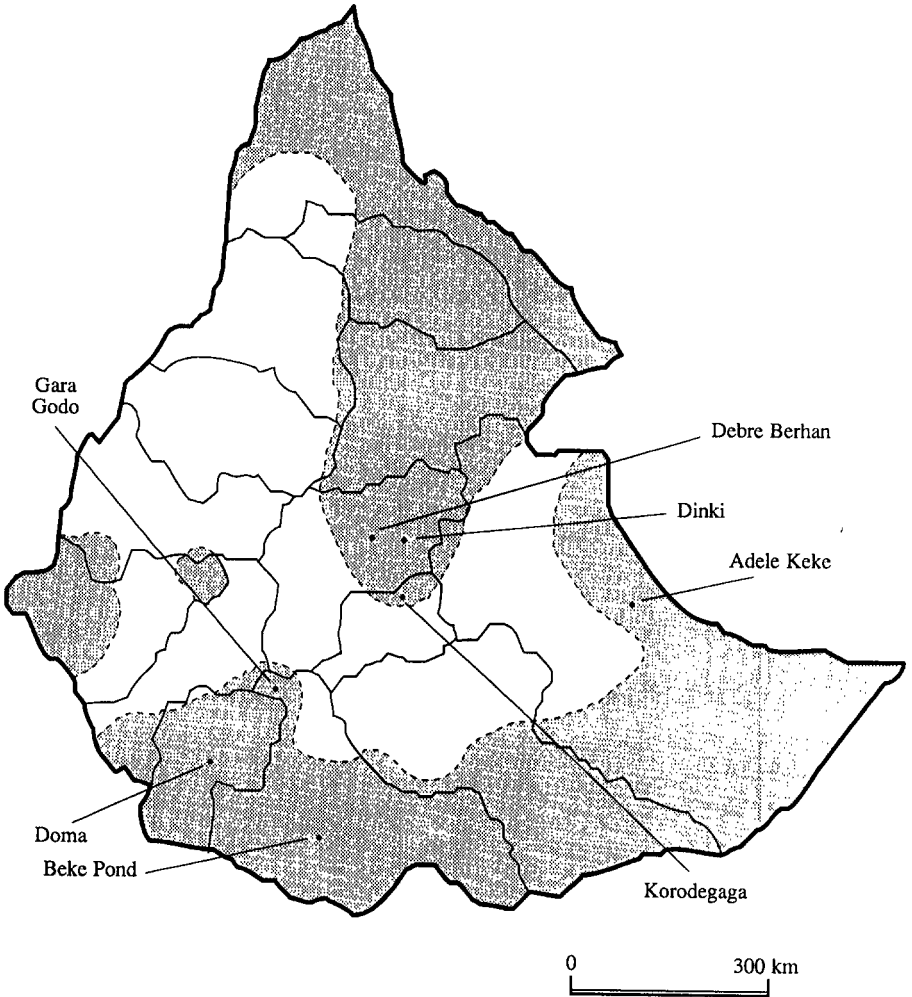 Gara
Godo
Debre Berhan
Dinki
Adele Keke
Doma
Beke Pond
Korodegaga
0
300 km